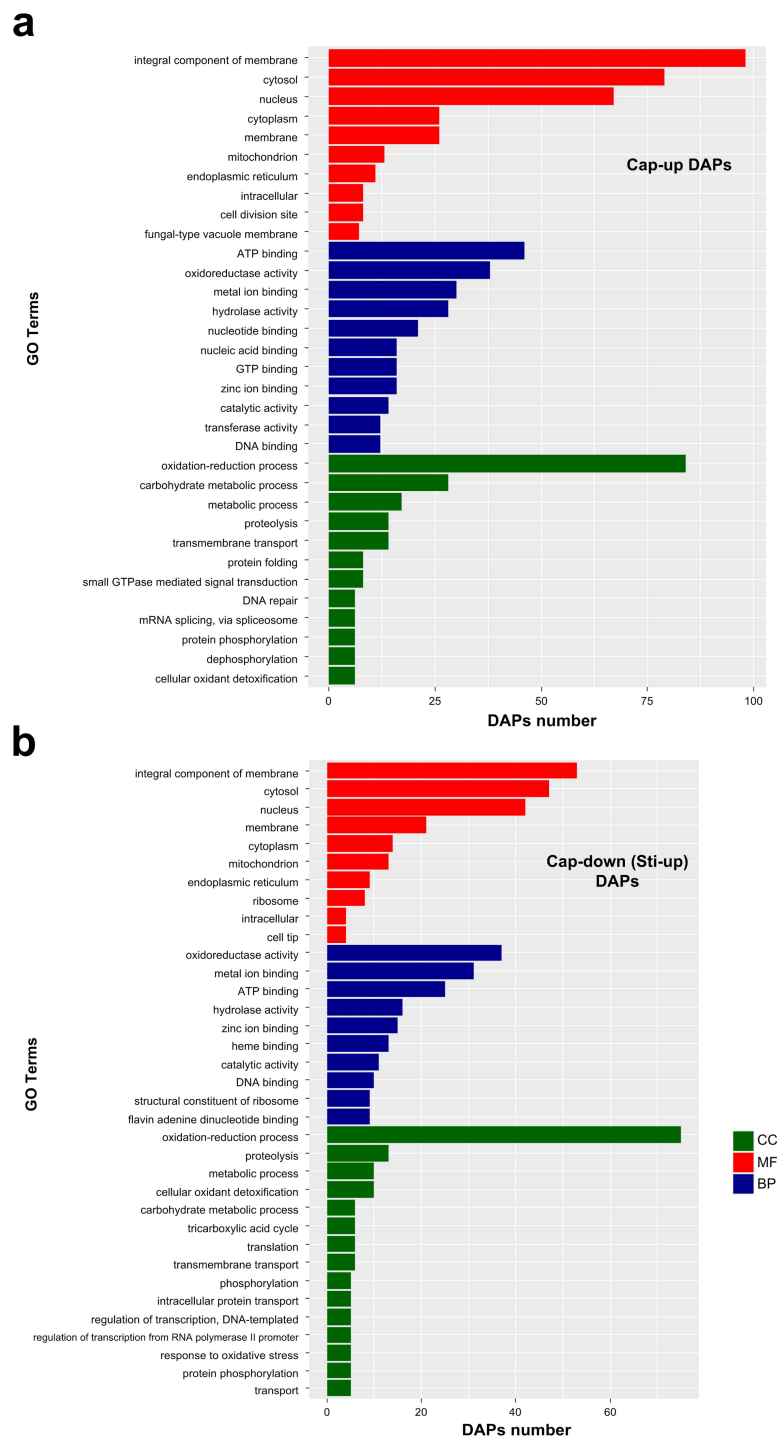 a
integral component of membrane
cytosol
nucleus
cytoplasm
membrane
mitochondrion
endoplasmic reticulum
intracellular
cell division site
fungal-type vacuole membrane
ATP binding
oxidoreductase activity
metal ion binding
hydrolase activity
nucleotide binding
nucleic acid binding
GTP binding
zinc ion binding
catalytic activity
transferase activity
DNA binding
oxidation-reduction process
carbohydrate metabolic process
metabolic process
proteolysis
transmembrane transport
protein folding
small GTPase mediated signal transduction
DNA repair
mRNA splicing, via spliceosome
protein phosphorylation
dephosphorylation
cellular oxidant detoxification
GO Terms
Cap-up DAPs
0 25 50 75 100
DAPs number
b
integral component of membrane
cytosol
nucleus
membrane
cytoplasm
mitochondrion
endoplasmic reticulum
ribosome
intracellular
cell tip
oxidoreductase activity
metal ion binding
ATP binding
hydrolase activity
zinc ion binding
heme binding
catalytic activity
DNA binding
structural constituent of ribosome
flavin adenine dinucleotide binding
oxidation-reduction process
proteolysis
metabolic process
cellular oxidant detoxification
carbohydrate metabolic process
tricarboxylic acid cycle
translation
transmembrane transport
phosphorylation
intracellular protein transport
regulation of transcription, DNA-templated
regulation of transcription from RNA polymerase II promoter
response to oxidative stress
protein phosphorylation
transport
GO Terms
Cap-down (Sti-up)
DAPs
CC
MF
BP
0 20 40 60
DAPs number